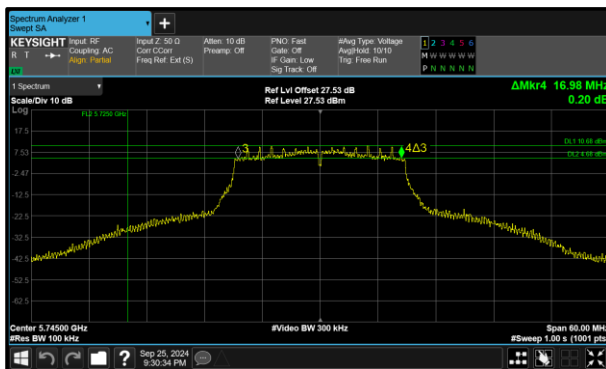 Spectrum Analyzer 1
Swept SA
+
KEYSIGHT
R T
LXI
Input: RF
Coupling: AC
Align: Partial
Input Z: 50 Ω
Corr CCorr
Freq Ref: Ext (S)
Atten: 10 dB
Preamp: Off
PNO: Fast
Gate: Off
IF Gain: Low
Sig Track: Off
#Avg Type: Voltage
Avg|Hold: 10/10
Trig: Free Run
1 2 3 4 5 6
M W W W W W
P N N N N N
1 Spectrum
Scale/Div 10 dB
Ref Lvl Offset 27.53 dB
Ref Level 27.53 dBm
ΔMkr4 16.98 MHz
0.20 dB
Log
FL2 5.7250 GHz
17.5
DL1 10.68 dBm
7.53
3
4Δ3
DL2 4.68 dBm
-2.47
-12.5
-22.5
-32.5
-42.5
-52.5
-62.5
Center 5.74500 GHz
#Video BW 300 kHz
Span 60.00 MHz
#Res BW 100 kHz
#Sweep 1.00 s (1001 pts)
?
Sep 25, 2024
9:30:34 PM